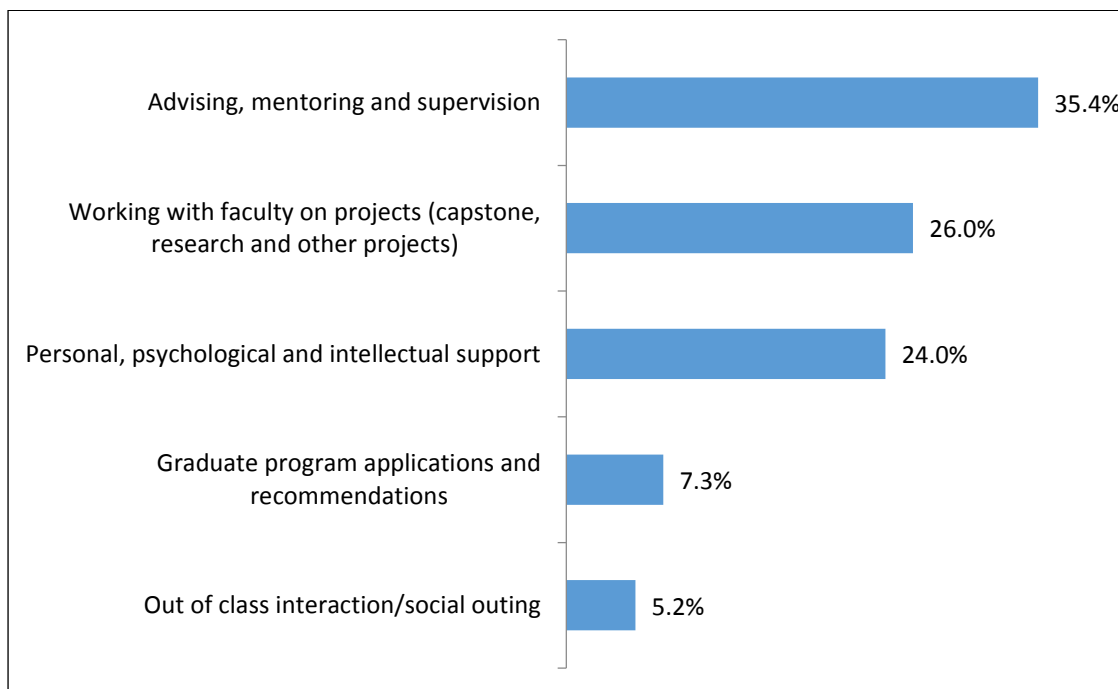 Advising, mentoring and supervision
35.4%
Working with faculty on projects (capstone,
research and other projects)
26.0%
Personal, psychological and intellectual support
24.0%
Graduate program applications and
recommendations
7.3%
Out of class interaction/social outing
5.2%